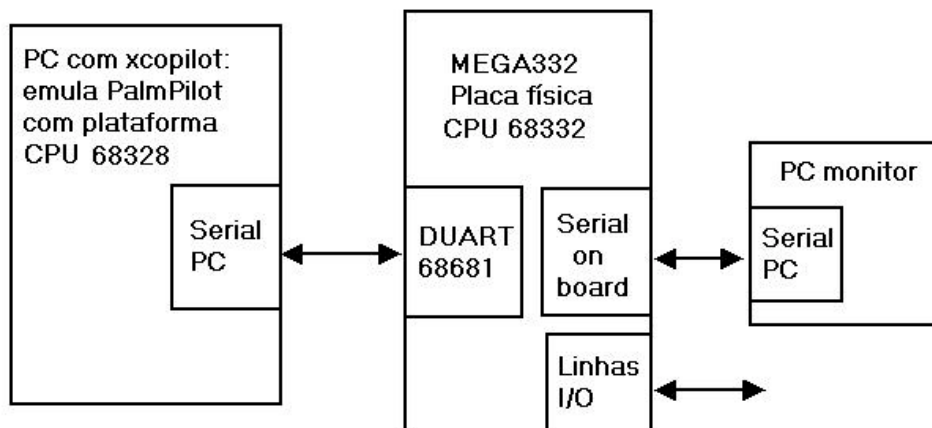 PC com xcopilot:
emula PalmPilot
com plataforma
CPU 68328
Serial
PC
MEGA332
Placa física
CPU 68332
DUART
68681
Serial
on
board
Linhas
I/O
PC monitor
Serial
PC